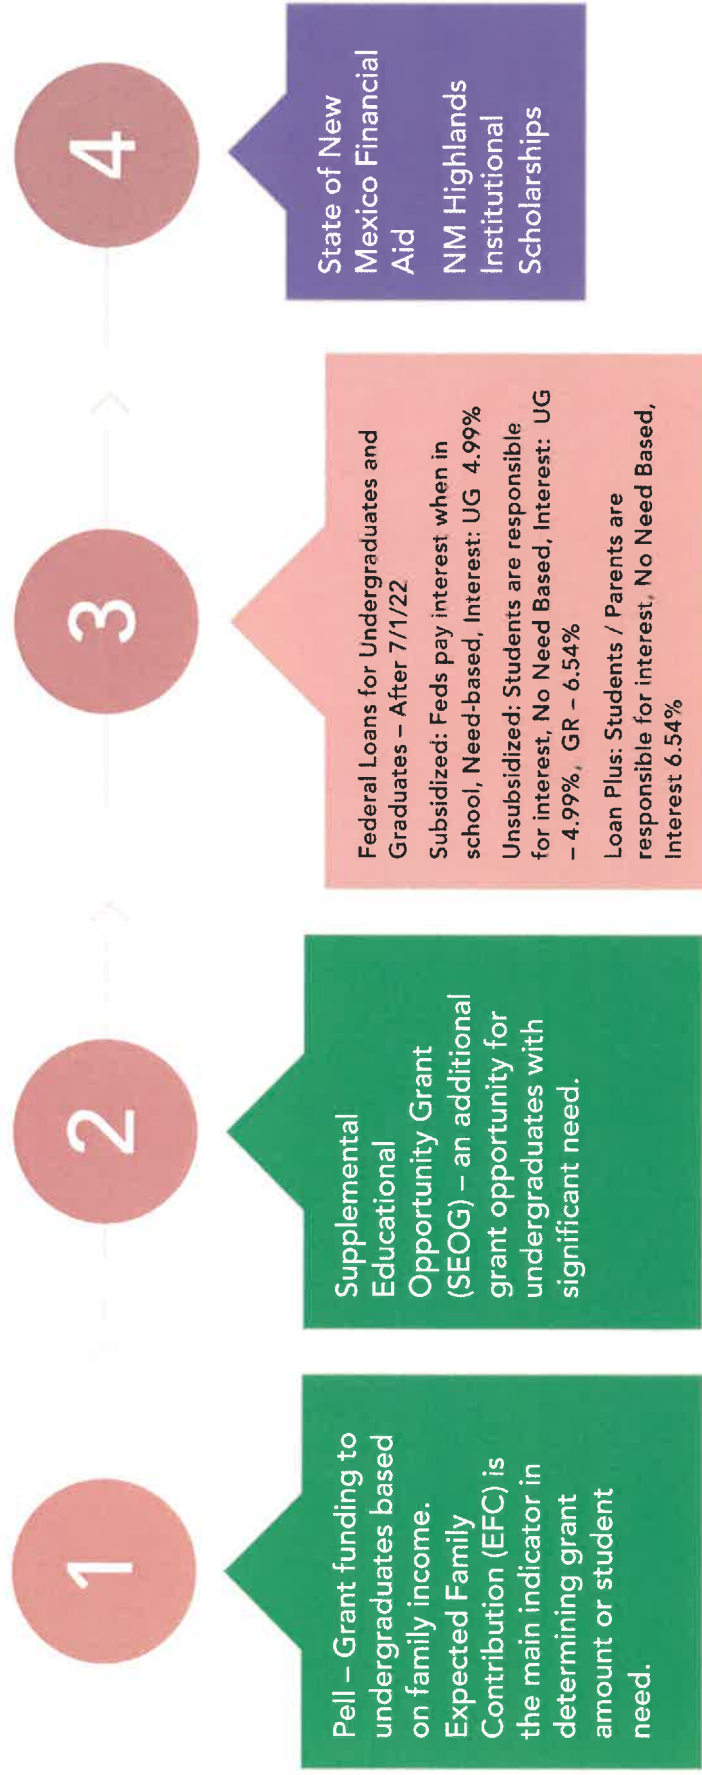 1
Pell – Grant funding to
undergraduates based
on family income.
Expected Family
Contribution (EFC) is
the main indicator in
determining grant
amount or student
need.
2
Supplemental
Educational
Opportunity Grant
(SEOG) – an additional
grant opportunity for
undergraduates with
significant need.
3
Federal Loans for Undergraduates and
Graduates – After 7/1/22
Subsidized: Feds pay interest when in
school, Need-based, Interest: UG 4.99%
Unsubsidized: Students are responsible
for interest, No Need Based, Interest: UG
– 4.99%, GR – 6.54%
Loan Plus: Students / Parents are
responsible for interest, No Need Based,
Interest 6.54%
4
State of New
Mexico Financial
Aid
NM Highlands
Institutional
Scholarships